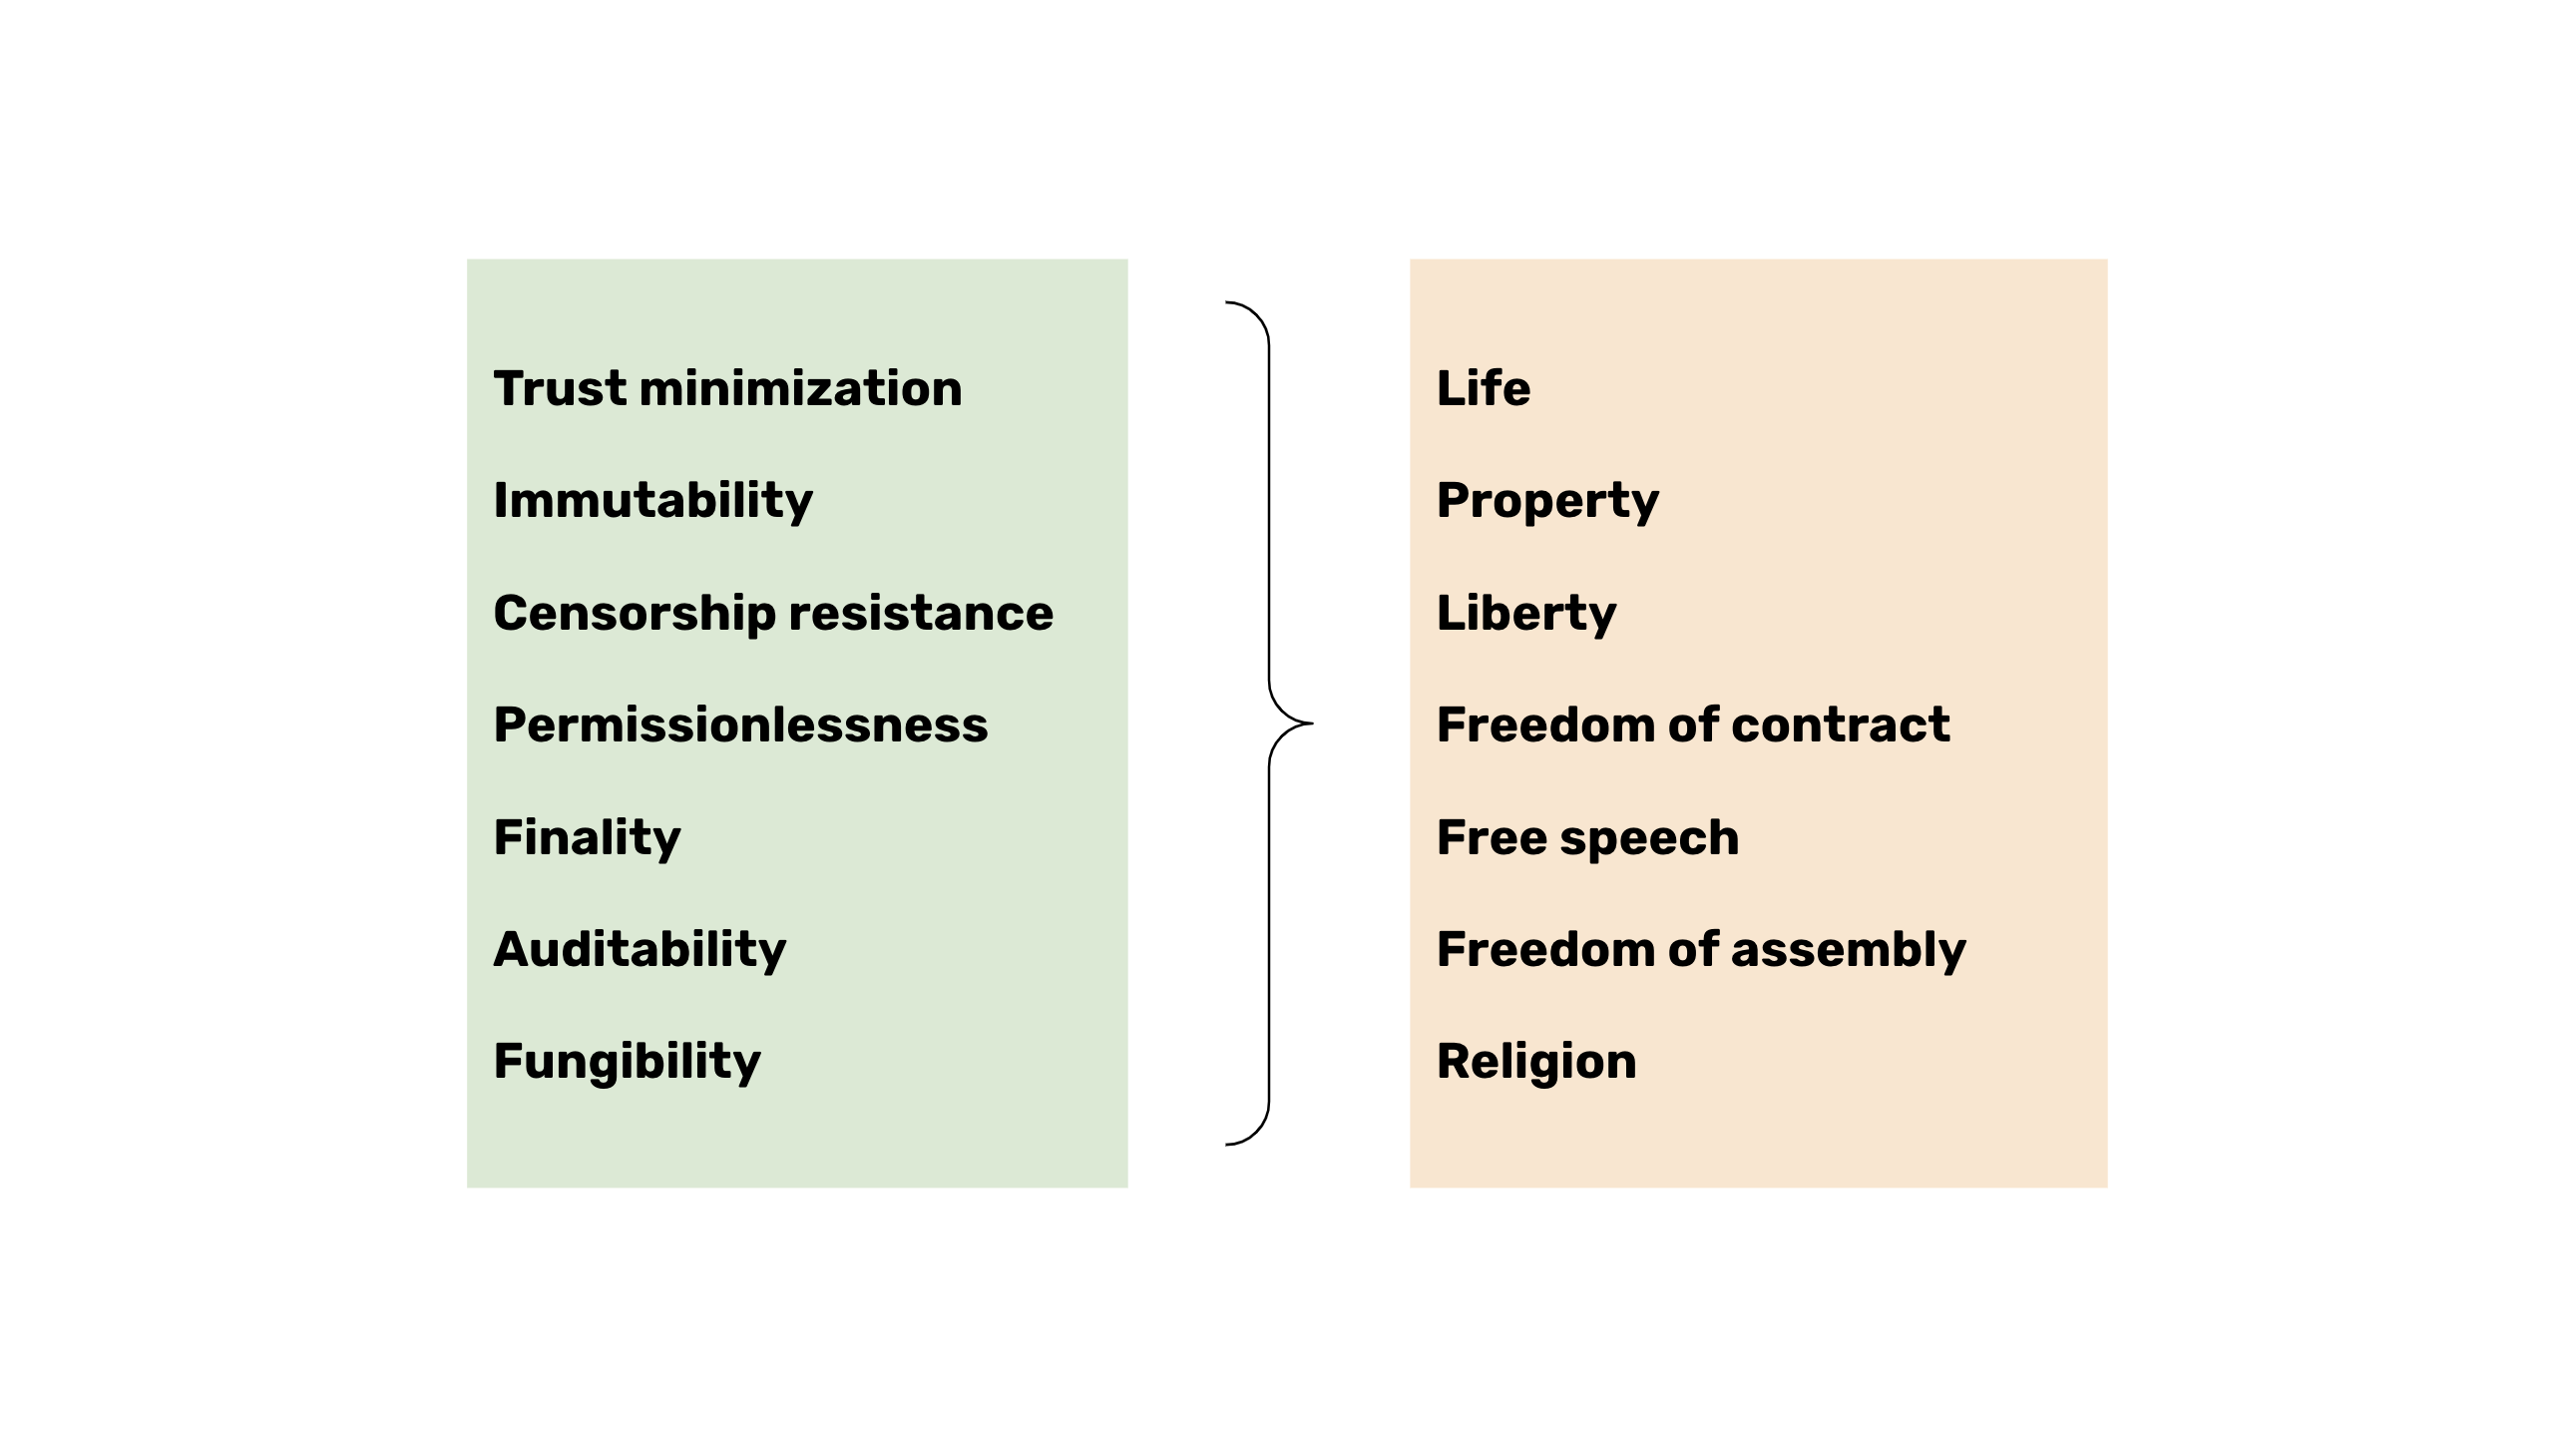 Trust minimization
Immutability
Censorship resistance
Permissionlessness
Finality
Auditability
Fungibility
Life
Property
Liberty
Freedom of contract
Free speech
Freedom of assembly
Religion